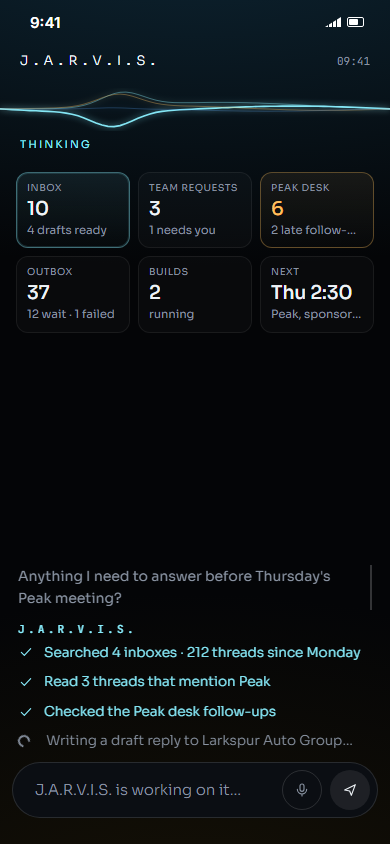 9:41
J.A.R.V.I.S.
09:41
THINKING
INBOX
10
4 drafts ready
TEAM REQUESTS
3
1 needs you
PEAK DESK
6
2 late follow-...
OUTBOX
37
12 wait · 1 failed
BUILDS
2
running
NEXT
Thu 2:30
Peak, sponsor...
Anything I need to answer before Thursday's
Peak meeting?
J.A.R.V.I.S.
Searched 4 inboxes · 212 threads since Monday
Read 3 threads that mention Peak
Checked the Peak desk follow-ups
Writing a draft reply to Larkspur Auto Group...
J.A.R.V.I.S. is working on it...